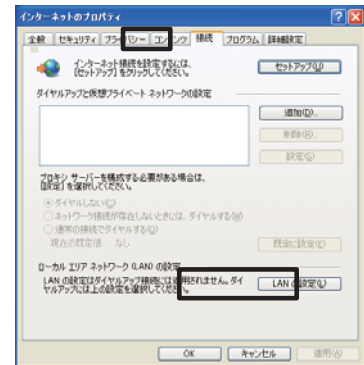 インターネットのプロパティ
全般 セキュリティ プライバシー コンテンツ 接続 プログラム 詳細設定
インターネット接続を設定するには、
[セットアップ] をクリックしてください。
セットアップ(U)
ダイヤルアップと仮想プライベート ネットワークの設定
追加(D)...
削除(R)...
設定(S)
プロキシ サーバーを構成する必要がある場合は、
[設定] を選択してください。
ダイヤルしない(C)
ネットワーク接続が存在しないときには、ダイヤルする(W)
通常の接続でダイヤルする(O)
現在の既定値 なし
既定に設定(E)
ローカル エリア ネットワーク (LAN) の設定
LAN の設定はダイヤルアップ接続には適用されません。ダイ
ヤルアップには上の設定を選択してください。
LAN の設定(L)
OK キャンセル 適用(A)